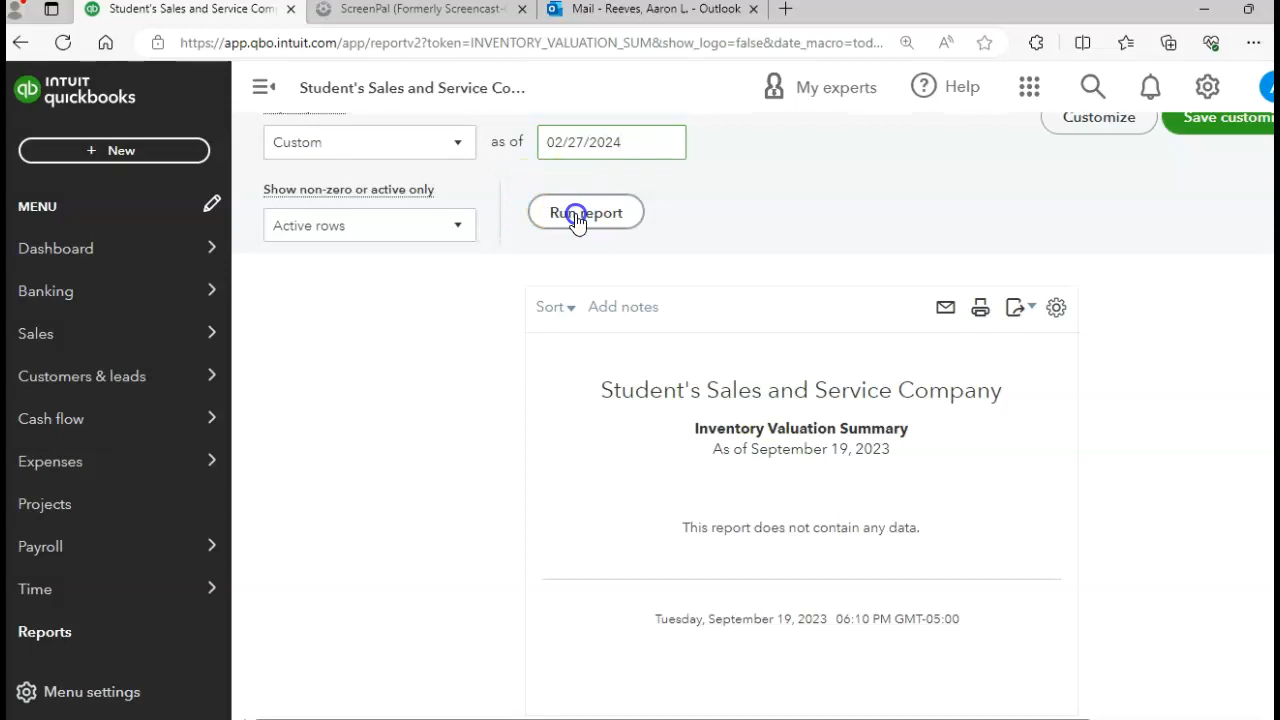 Student's Sales and Service Com
ScreenPal (Formerly Screencast-
Mail - Reeves, Aaron L. - Outlook
https://app.qbo.intuit.com/app/reportv2?token=INVENTORY_VALUATION_SUM&show_logo=false&date_macro=tod...
INTUIT
quickbooks
qb
Student's Sales and Service Co...
My experts
Help
+ New
Custom
as of
02/27/2024
Customize
Save customi
MENU
Show non-zero or active only
Active rows
Run report
Dashboard
Banking
Sales
Customers & leads
Cash flow
Expenses
Projects
Payroll
Time
Reports
Menu settings
Sort
Add notes
Student's Sales and Service Company
Inventory Valuation Summary
As of September 19, 2023
This report does not contain any data.
Tuesday, September 19, 2023 06:10 PM GMT-05:00